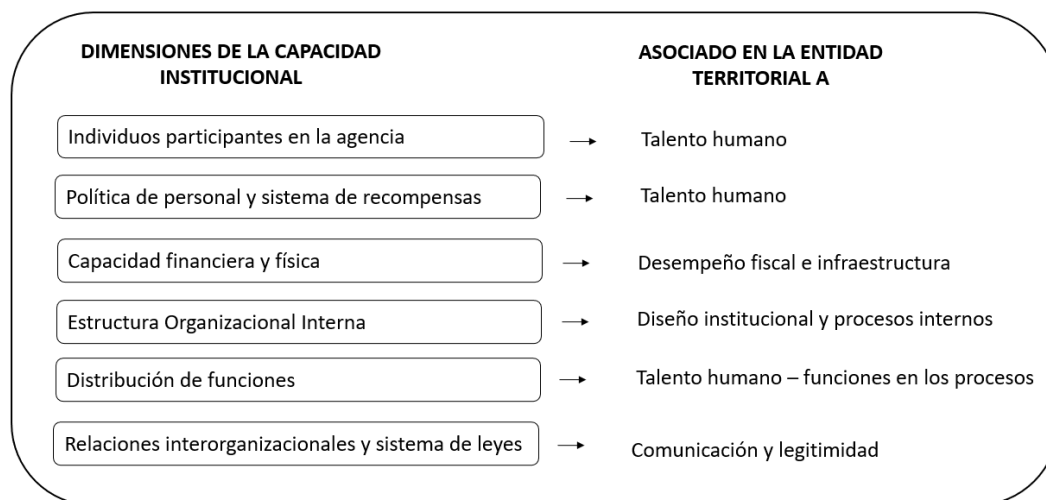 DIMENSIONES DE LA CAPACIDAD
INSTITUCIONAL
ASOCIADO EN LA ENTIDAD
TERRITORIAL A
Individuos participantes en la agencia
Talento humano
Política de personal y sistema de recompensas
Talento humano
Capacidad financiera y física
Desempeño fiscal e infraestructura
Estructura Organizacional Interna
Diseño institucional y procesos internos
Distribución de funciones
Talento humano – funciones en los procesos
Relaciones interorganizacionales y sistema de leyes
Comunicación y legitimidad